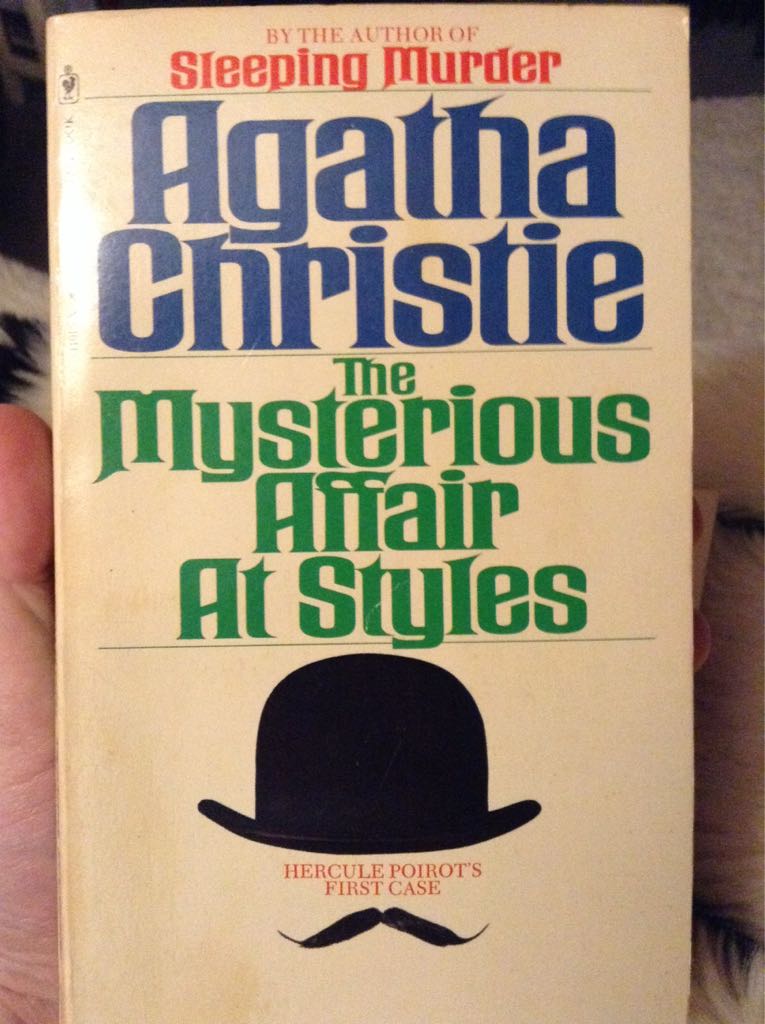 BY THE AUTHOR OF
Sleeping Murder
Agatha
Christie
The
Mysterious
Affair
At Styles
HERCULE POIROT'S
FIRST CASE